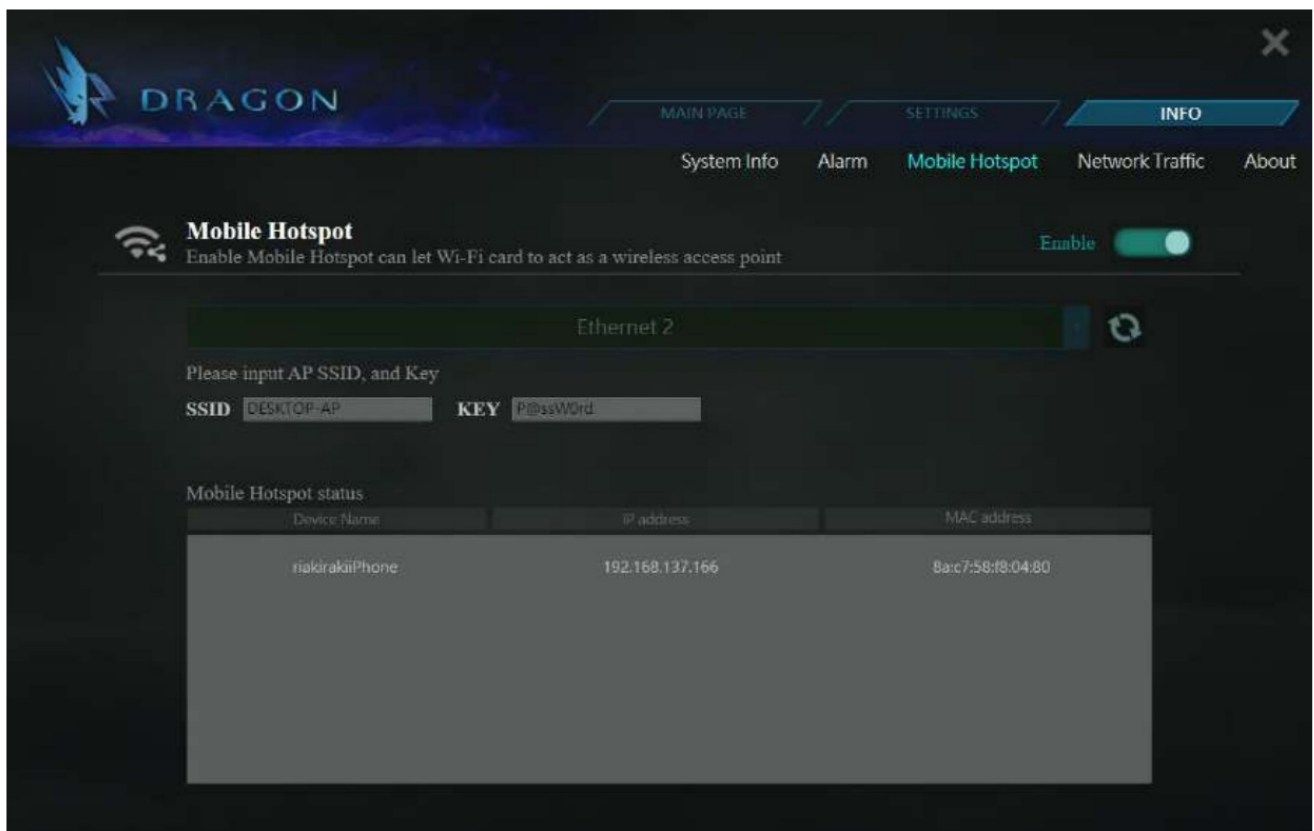 DRAGON
MAIN PAGE SETTINGS INFO
System Info Alarm Mobile Hotspot Network Traffic About
Mobile Hotspot
Enable Mobile Hotspot can let Wi-Fi card to act as a wireless access point
Enable
Ethernet 2
Please input AP SSID, and Key
SSID DESKTOP-AP KEY P@ssW0rd
Mobile Hotspot status
Device Name IP address MAC address
riakirakiiPhone 192.168.137.166 8a:c7:58:f8:04:80